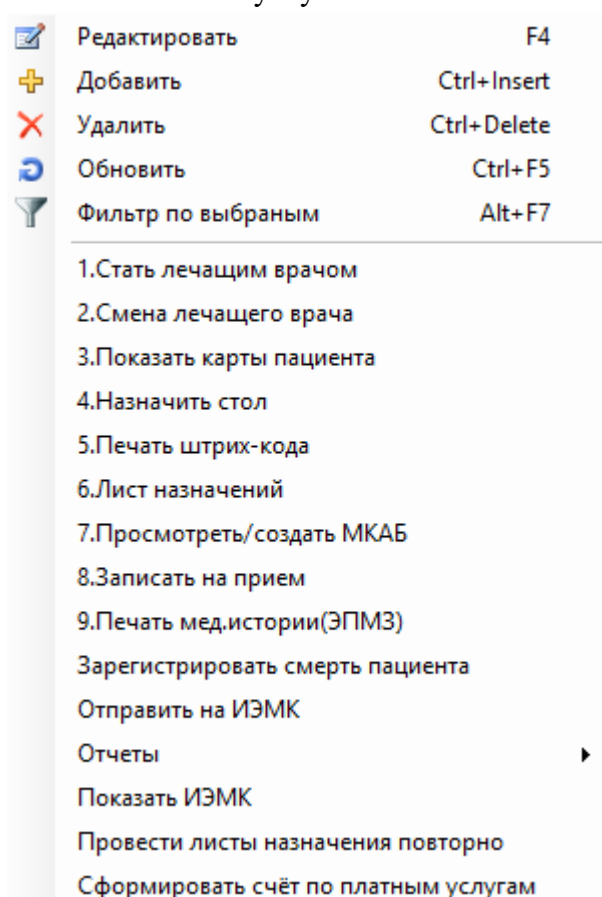 Редактировать F4
Добавить Ctrl+Insert
Удалить Ctrl+Delete
Обновить Ctrl+F5
Фильтр по выбраным Alt+F7
1.Стать лечащим врачом
2.Смена лечащего врача
3.Показать карты пациента
4.Назначить стол
5.Печать штрих-кода
6.Лист назначений
7.Просмотреть/создать МКАБ
8.Записать на прием
9.Печать мед.истории(ЭПМЗ)
Зарегистрировать смерть пациента
Отправить на ИЭМК
Отчеты
Показать ИЭМК
Провести листы назначения повторно
Сформировать счёт по платным услугам